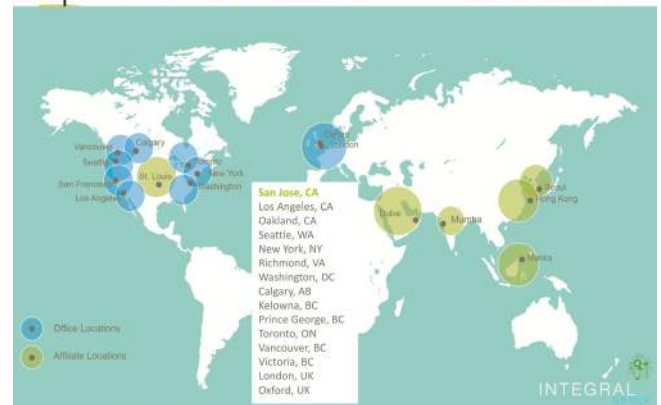 Vancouver
Calgary
Seattle
San Francisco
Los Angeles
St. Louis
Toronto
New York
Washington
Oxford
London
Dubai
Mumbai
Seoul
Hong Kong
Manila
San Jose, CA
Los Angeles, CA
Oakland, CA
Seattle, WA
New York, NY
Richmond, VA
Washington, DC
Calgary, AB
Kelowna, BC
Prince George, BC
Toronto, ON
Vancouver, BC
Victoria, BC
London, UK
Oxford, UK
Office Locations
Affiliate Locations
INTEGRAL